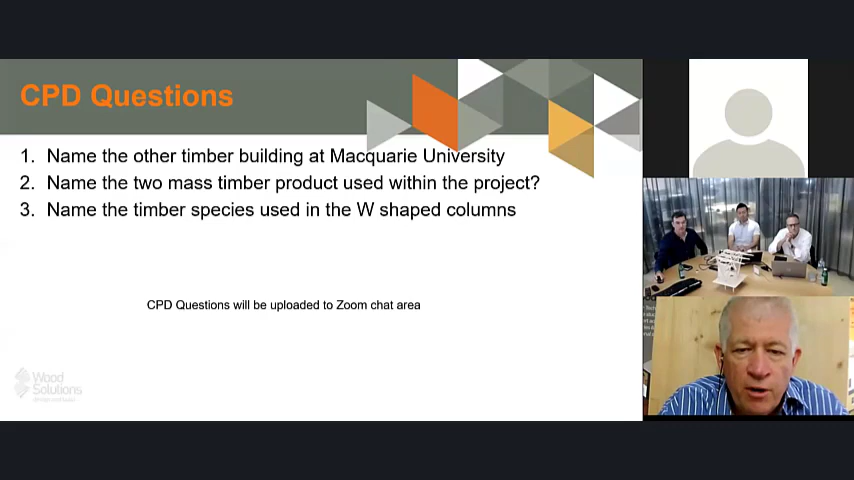 CPD Questions
1. Name the other timber building at Macquarie University
2. Name the two mass timber product used within the project?
3. Name the timber species used in the W shaped columns
CPD Questions will be uploaded to Zoom chat area
Wood
Solutions